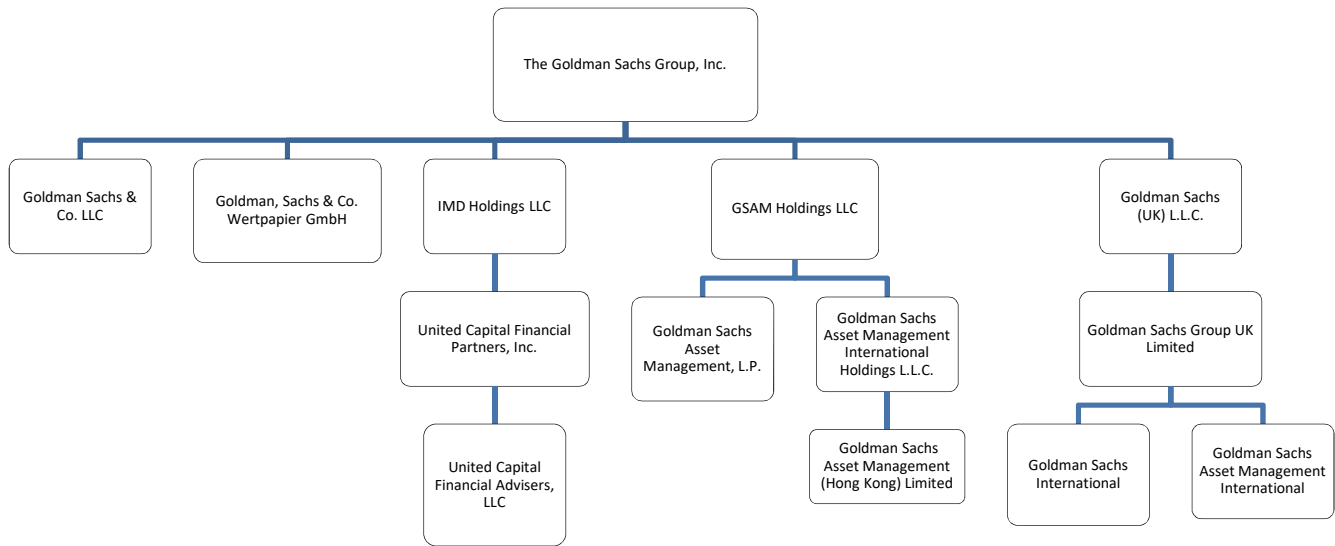 The Goldman Sachs Group, Inc.
Goldman Sachs &
Co. LLC
Goldman, Sachs & Co.
Wertpapier GmbH
IMD Holdings LLC
GSAM Holdings LLC
Goldman Sachs
(UK) L.L.C.
United Capital Financial
Partners, Inc.
Goldman Sachs
Asset
Management, L.P.
Goldman Sachs
Asset Management
International
Holdings L.L.C.
Goldman Sachs Group UK
Limited
United Capital
Financial Advisers,
LLC
Goldman Sachs
Asset Management
(Hong Kong) Limited
Goldman Sachs
International
Goldman Sachs
Asset Management
International